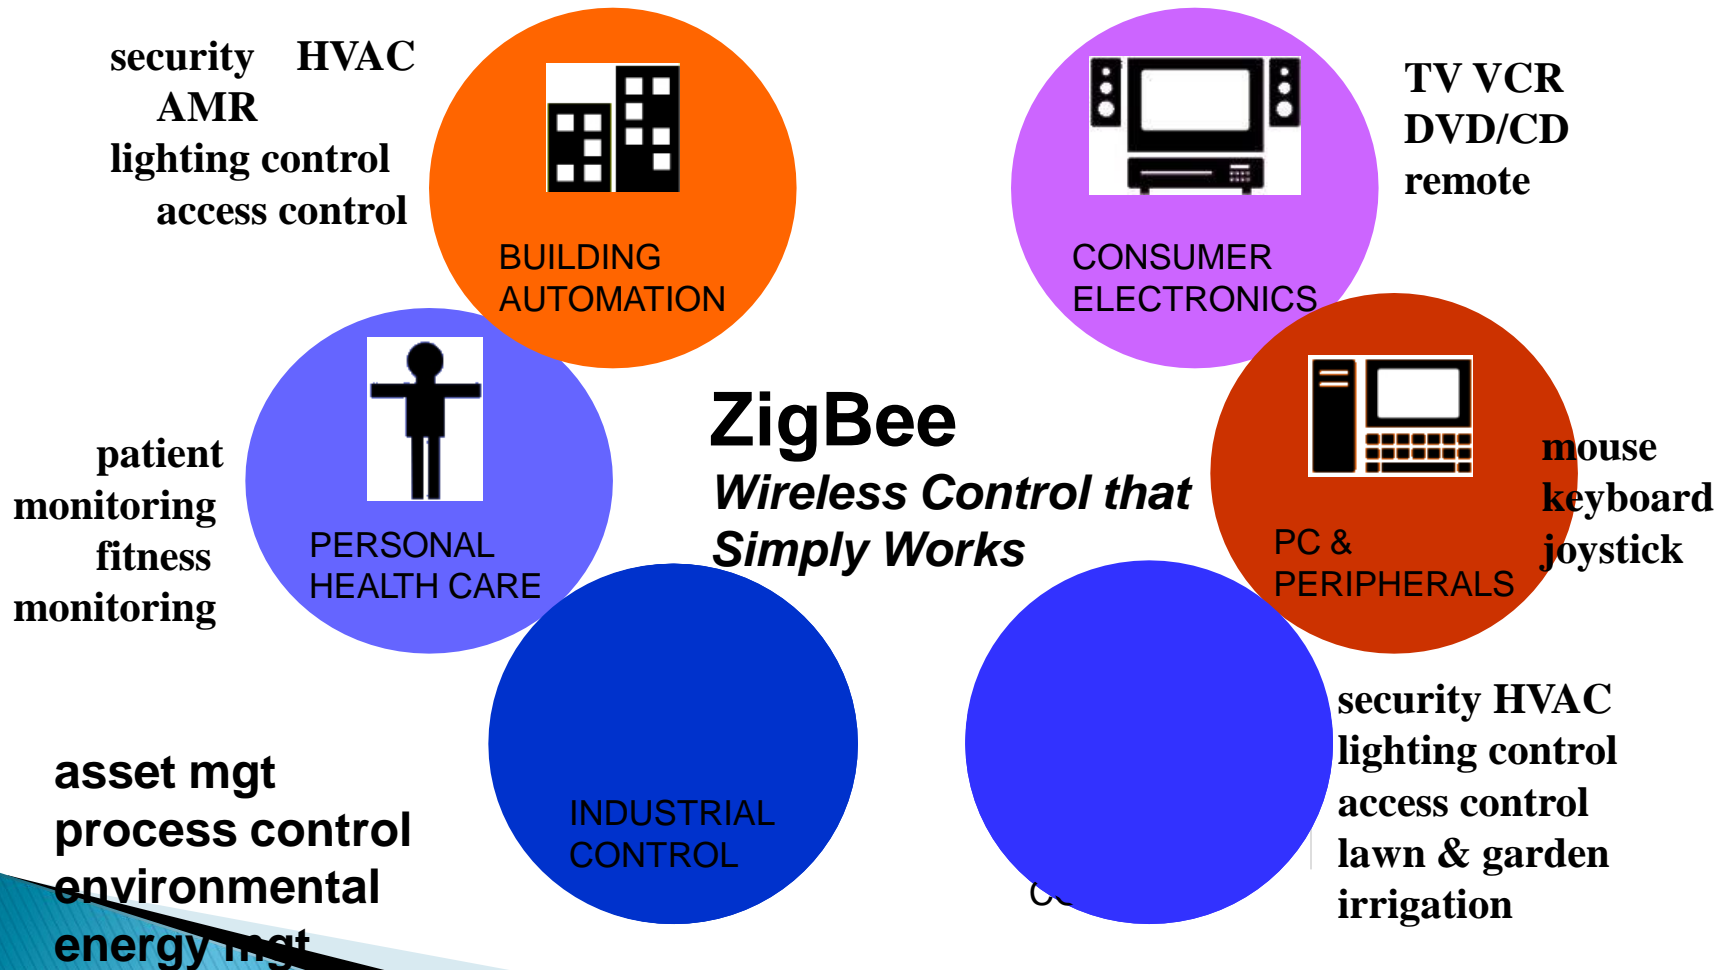 security HVAC
AMR
lighting control
access control
BUILDING
AUTOMATION
CONSUMER
ELECTRONICS
TV VCR
DVD/CD
remote
patient
monitoring
fitness
monitoring
PERSONAL
HEALTH CARE
ZigBee
Wireless Control that
Simply Works
PC &
PERIPHERALS
mouse
keyboard
joystick
asset mgt
process control
environmental
energy mgt
INDUSTRIAL
CONTROL
security HVAC
lighting control
access control
lawn & garden
irrigation